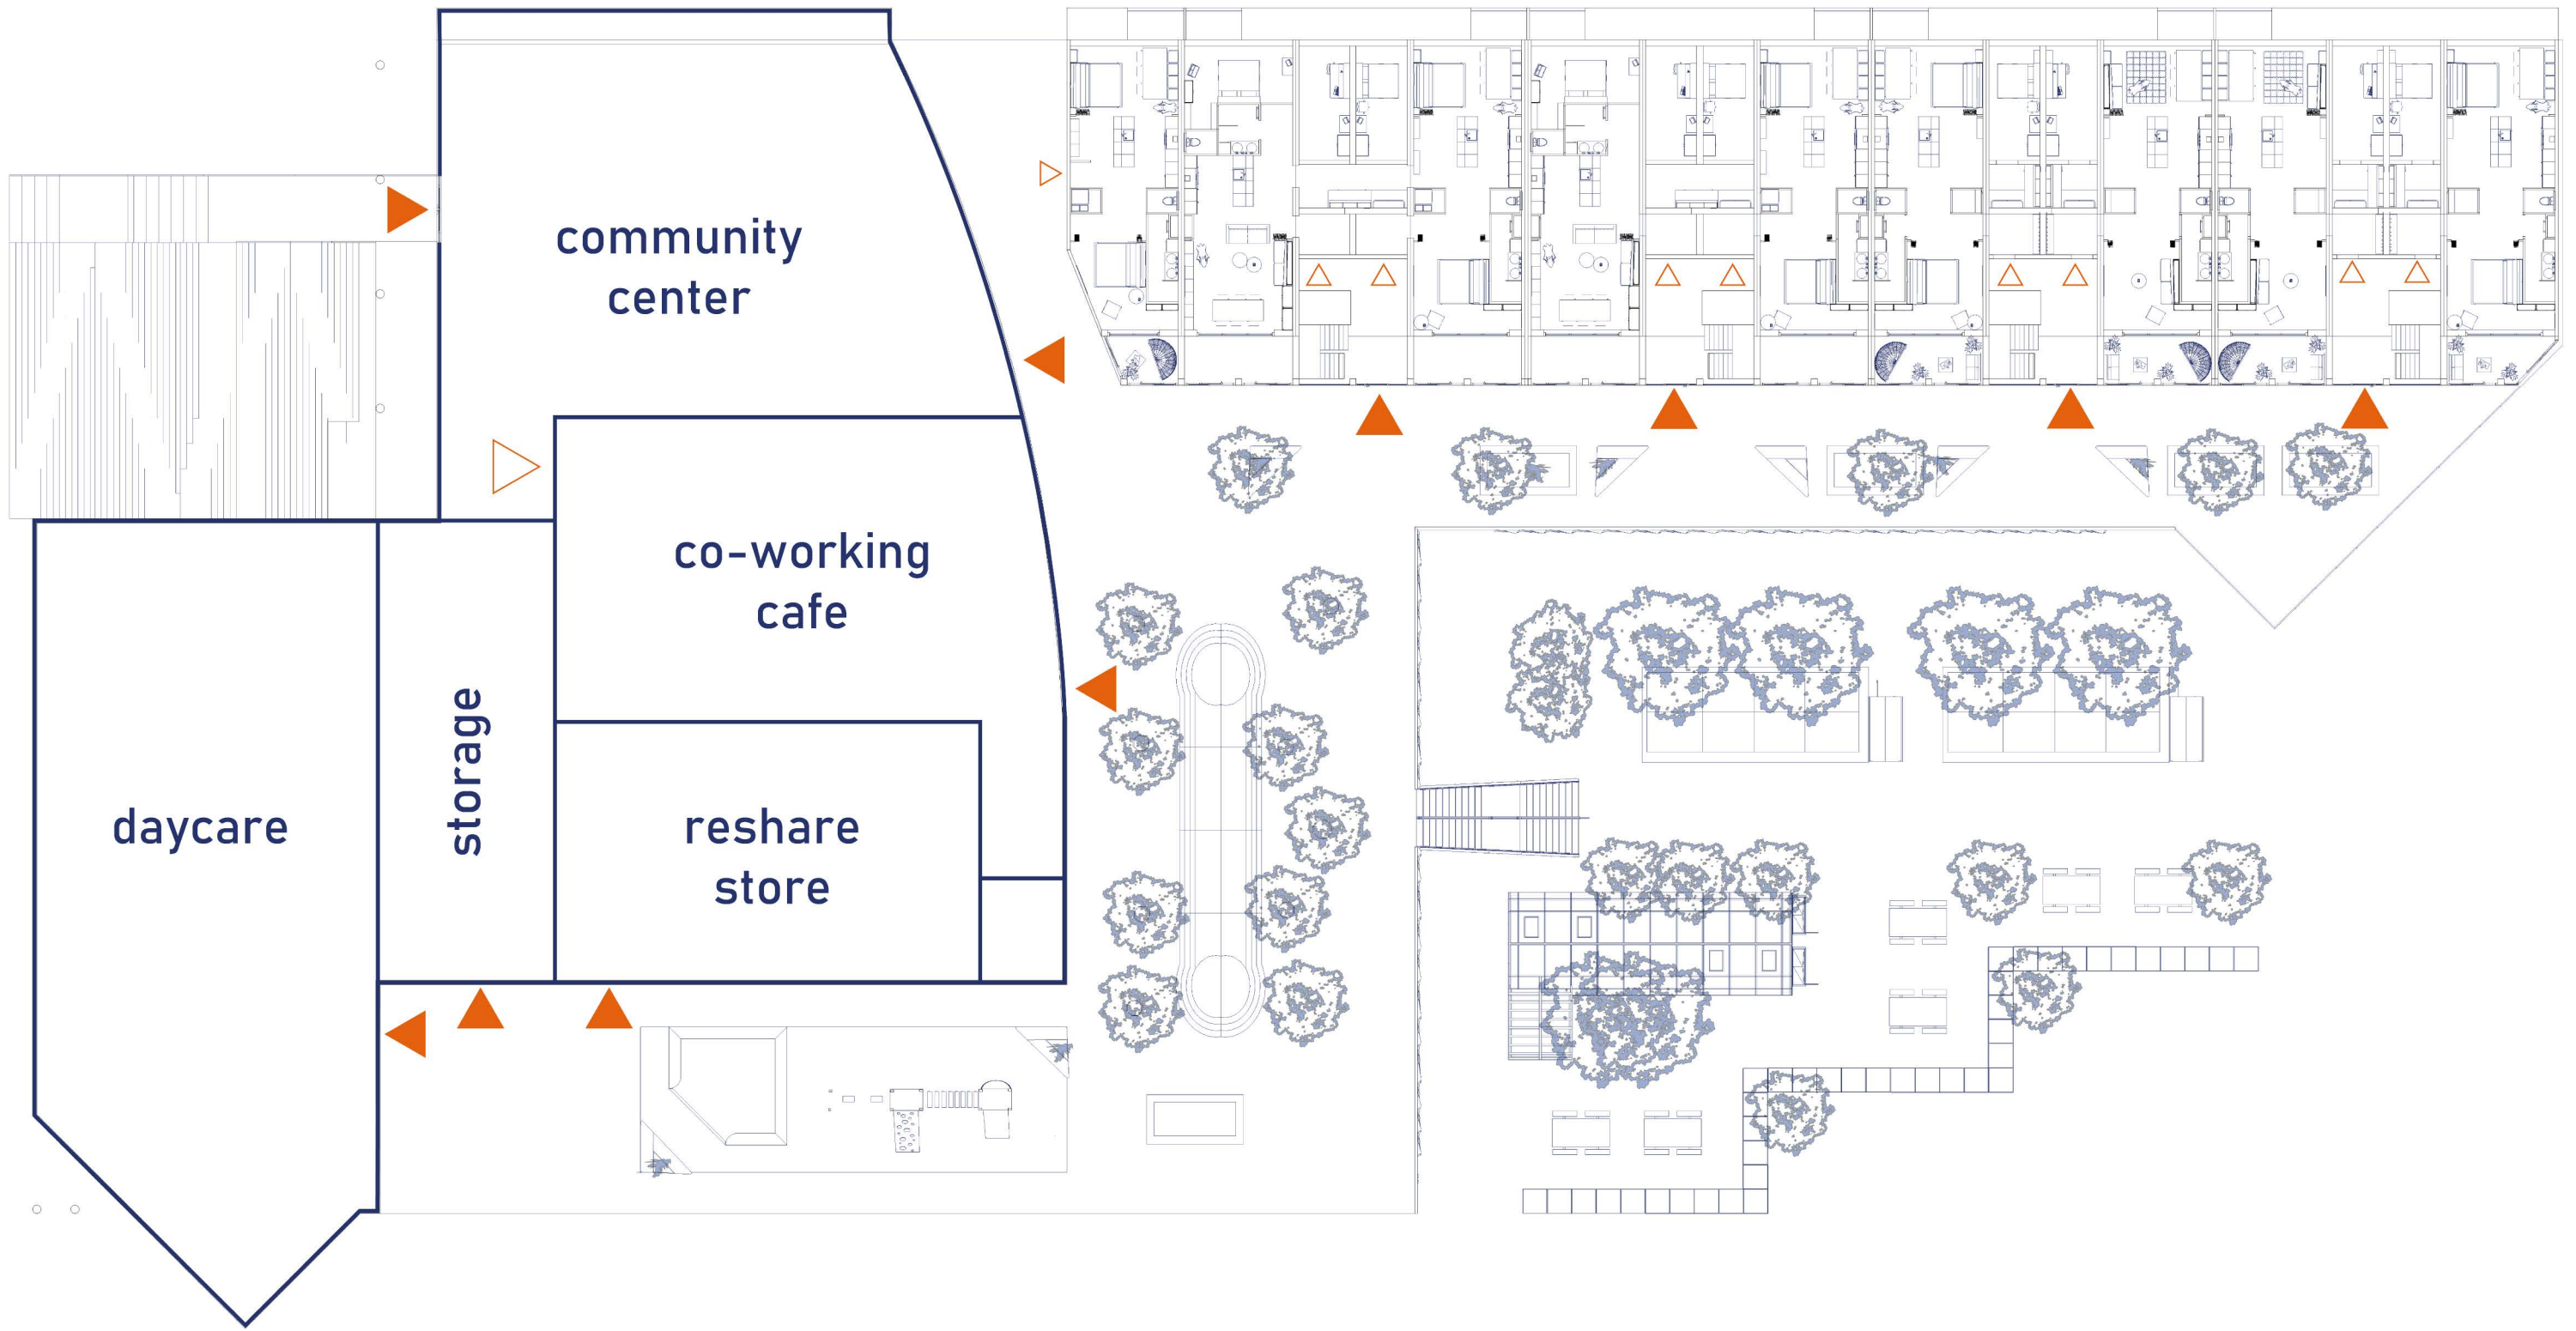 community
center
co-working
cafe
storage
daycare
reshare
store